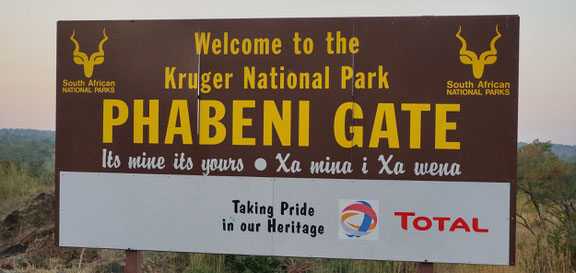 Welcome to the
Kruger National Park
PHABENI GATE
Its mine its yours ● Xa mina i Xa wena
South African
NATIONAL PARKS
South African
NATIONAL PARKS
Taking Pride
in our Heritage
TOTAL